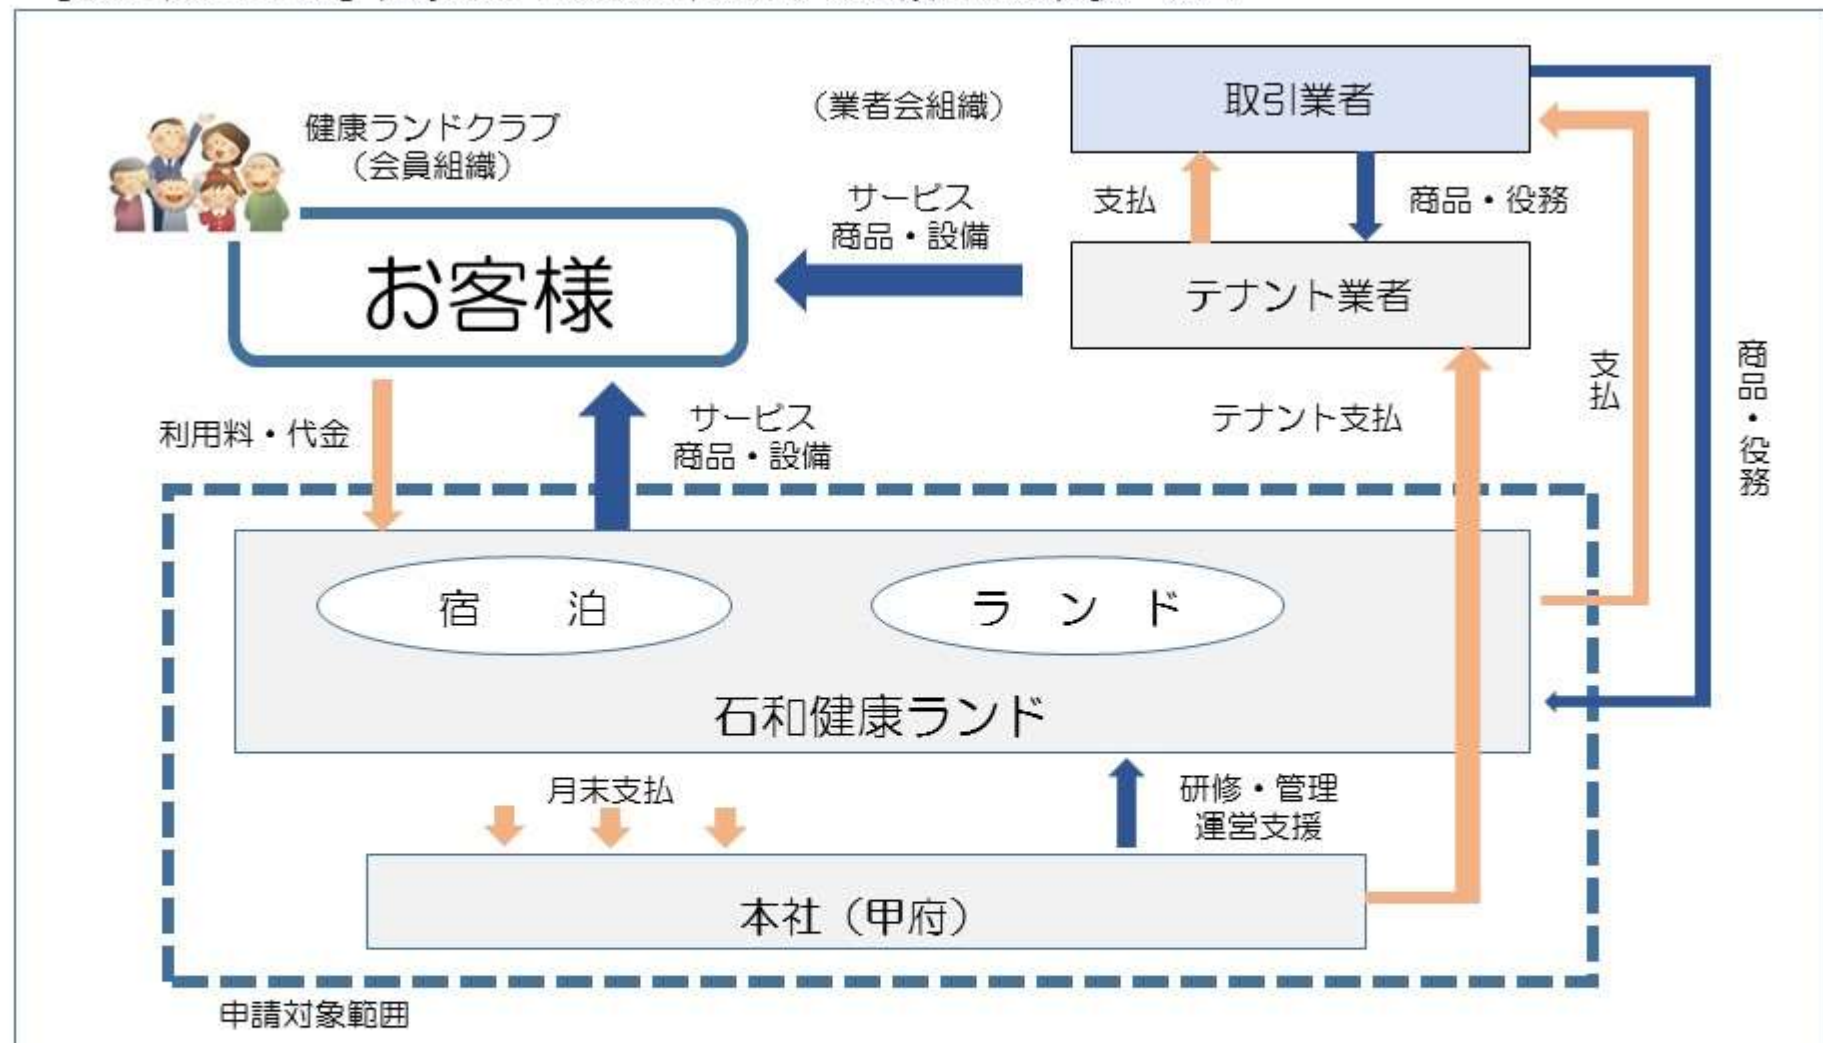 健康ランドクラブ
（会員組織）
お客様
（業者会組織）
取引業者
サービス
商品・設備
支払
商品・役務
テナント業者
利用料・代金
サービス
商品・設備
テナント支払
支払
商品・役務
宿　泊
ランド
石和健康ランド
月末支払
研修・管理
運営支援
本社（甲府）
申請対象範囲